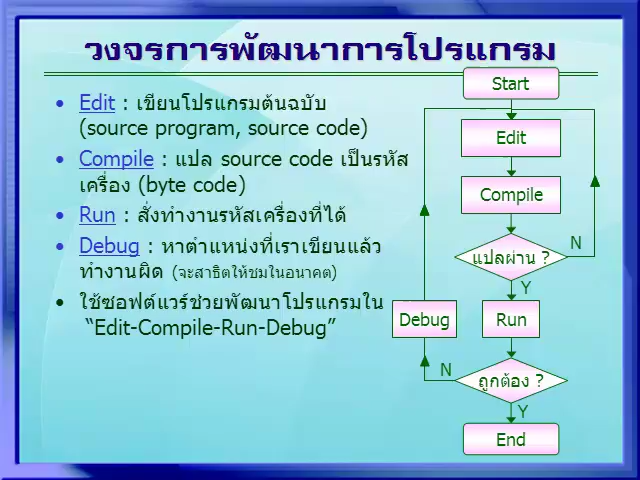 วงจรการพัฒนาการโปรแกรม
Edit : เขียนโปรแกรมต้นฉบับ
(source program, source code)
Compile : แปล source code เป็นรหัส
เครื่อง (byte code)
Run : สั่งทำงานรหัสเครื่องที่ได้
Debug : หาตำแหน่งที่เราเขียนแล้ว
ทำงานผิด (จะสาธิตให้ชมในอนาคต)
ใช้ซอฟต์แวร์ช่วยพัฒนาโปรแกรมใน
“Edit-Compile-Run-Debug”
Start
Edit
Compile
แปลผ่าน ?
N
Y
Debug
Run
N
ถูกต้อง ?
Y
End